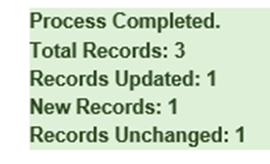 Process Completed.
Total Records: 3
Records Updated: 1
New Records: 1
Records Unchanged: 1